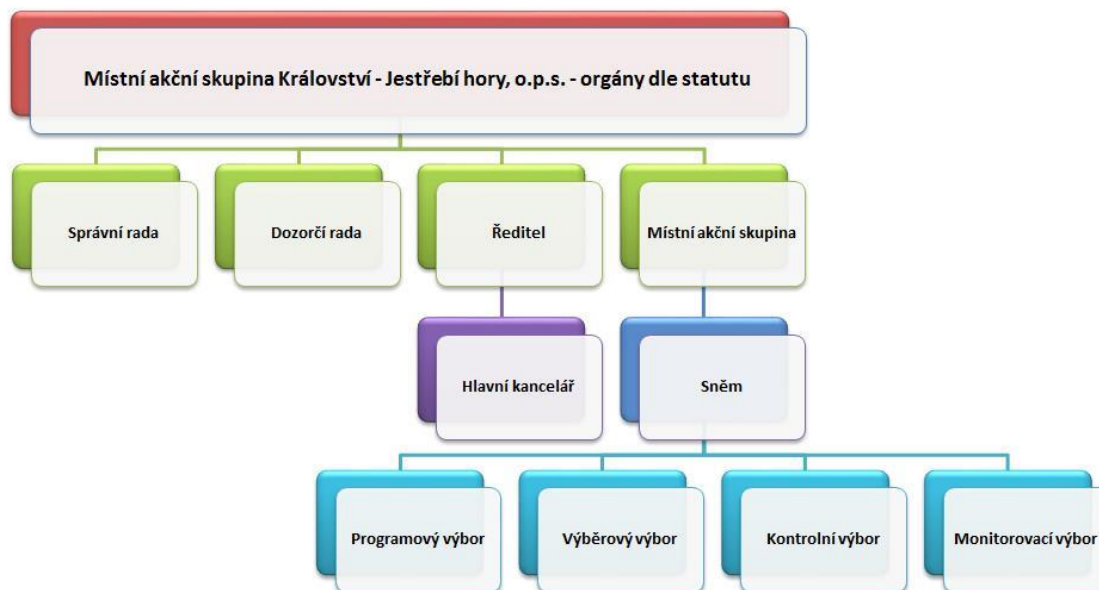 Místní akční skupina Království - Jestřebí hory, o.p.s. - orgány dle statutu
Správní rada
Dozorčí rada
Ředitel
Místní akční skupina
Hlavní kancelář
Sněm
Programový výbor
Výběrový výbor
Kontrolní výbor
Monitorovací výbor